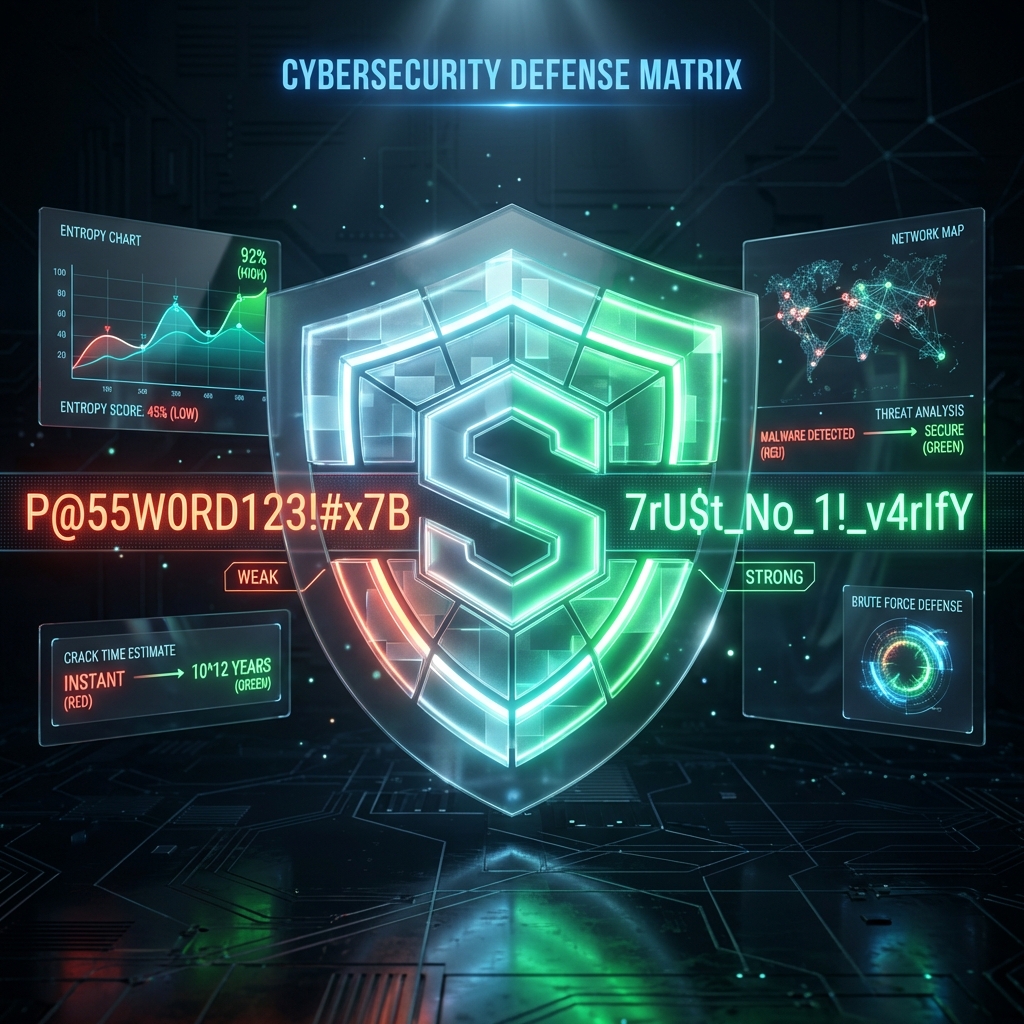 CYBERSECURITY DEFENSE MATRIX
ENTROPY CHART
92%
100
80
60
40
20
ENTROPY SCORE: 45% (LOW)
NETWORK MAP
THREAT ANALYSIS
MALWARE DETECTED
SECURE
(GREEN)
P@55W0RD123!#x7B
7rU$t_No_1!_v4rIfY
WEAK
STRONG
CRACK TIME ESTIMATE
INSTANT
(RED)
10^12 YEARS
(GREEN)
BRUTE FORCE DEFENSE
S